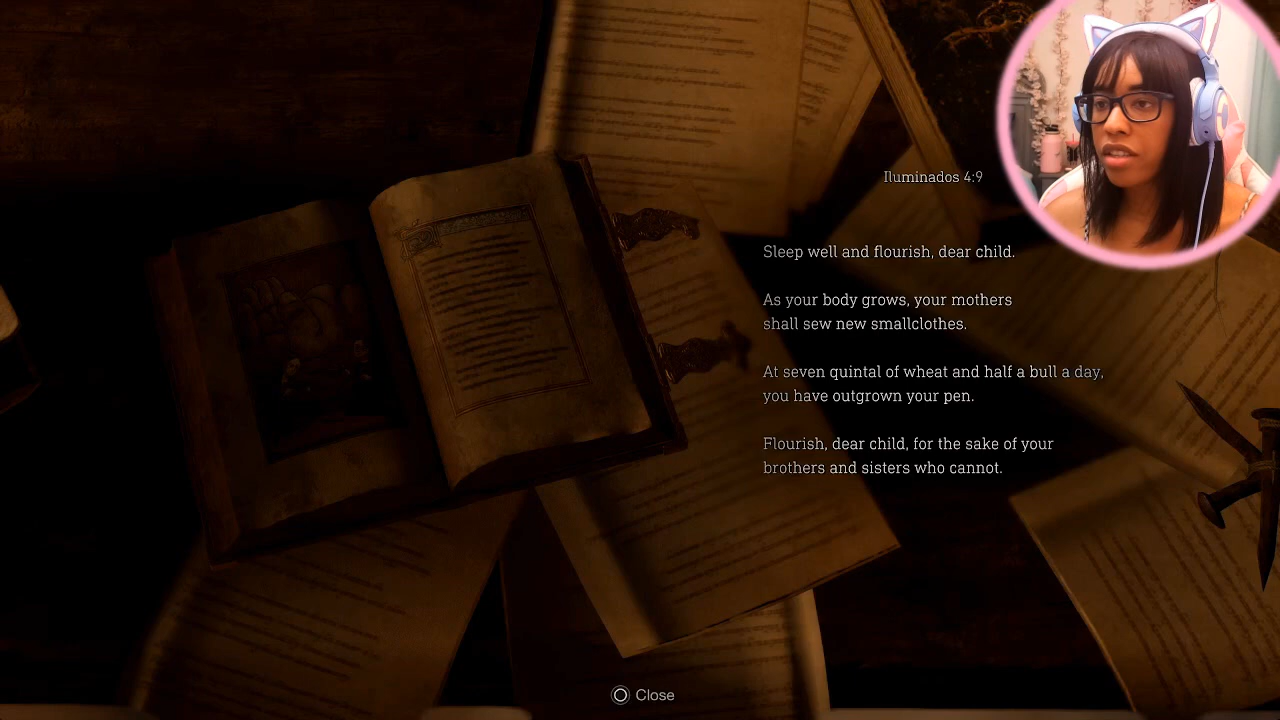 Iluminados 4:9
Sleep well and flourish, dear child.
As your body grows, your mothers
shall sew new smallclothes.
At seven quintal of wheat and half a bull a day,
you have outgrown your pen.
Flourish, dear child, for the sake of your
brothers and sisters who cannot.
Close